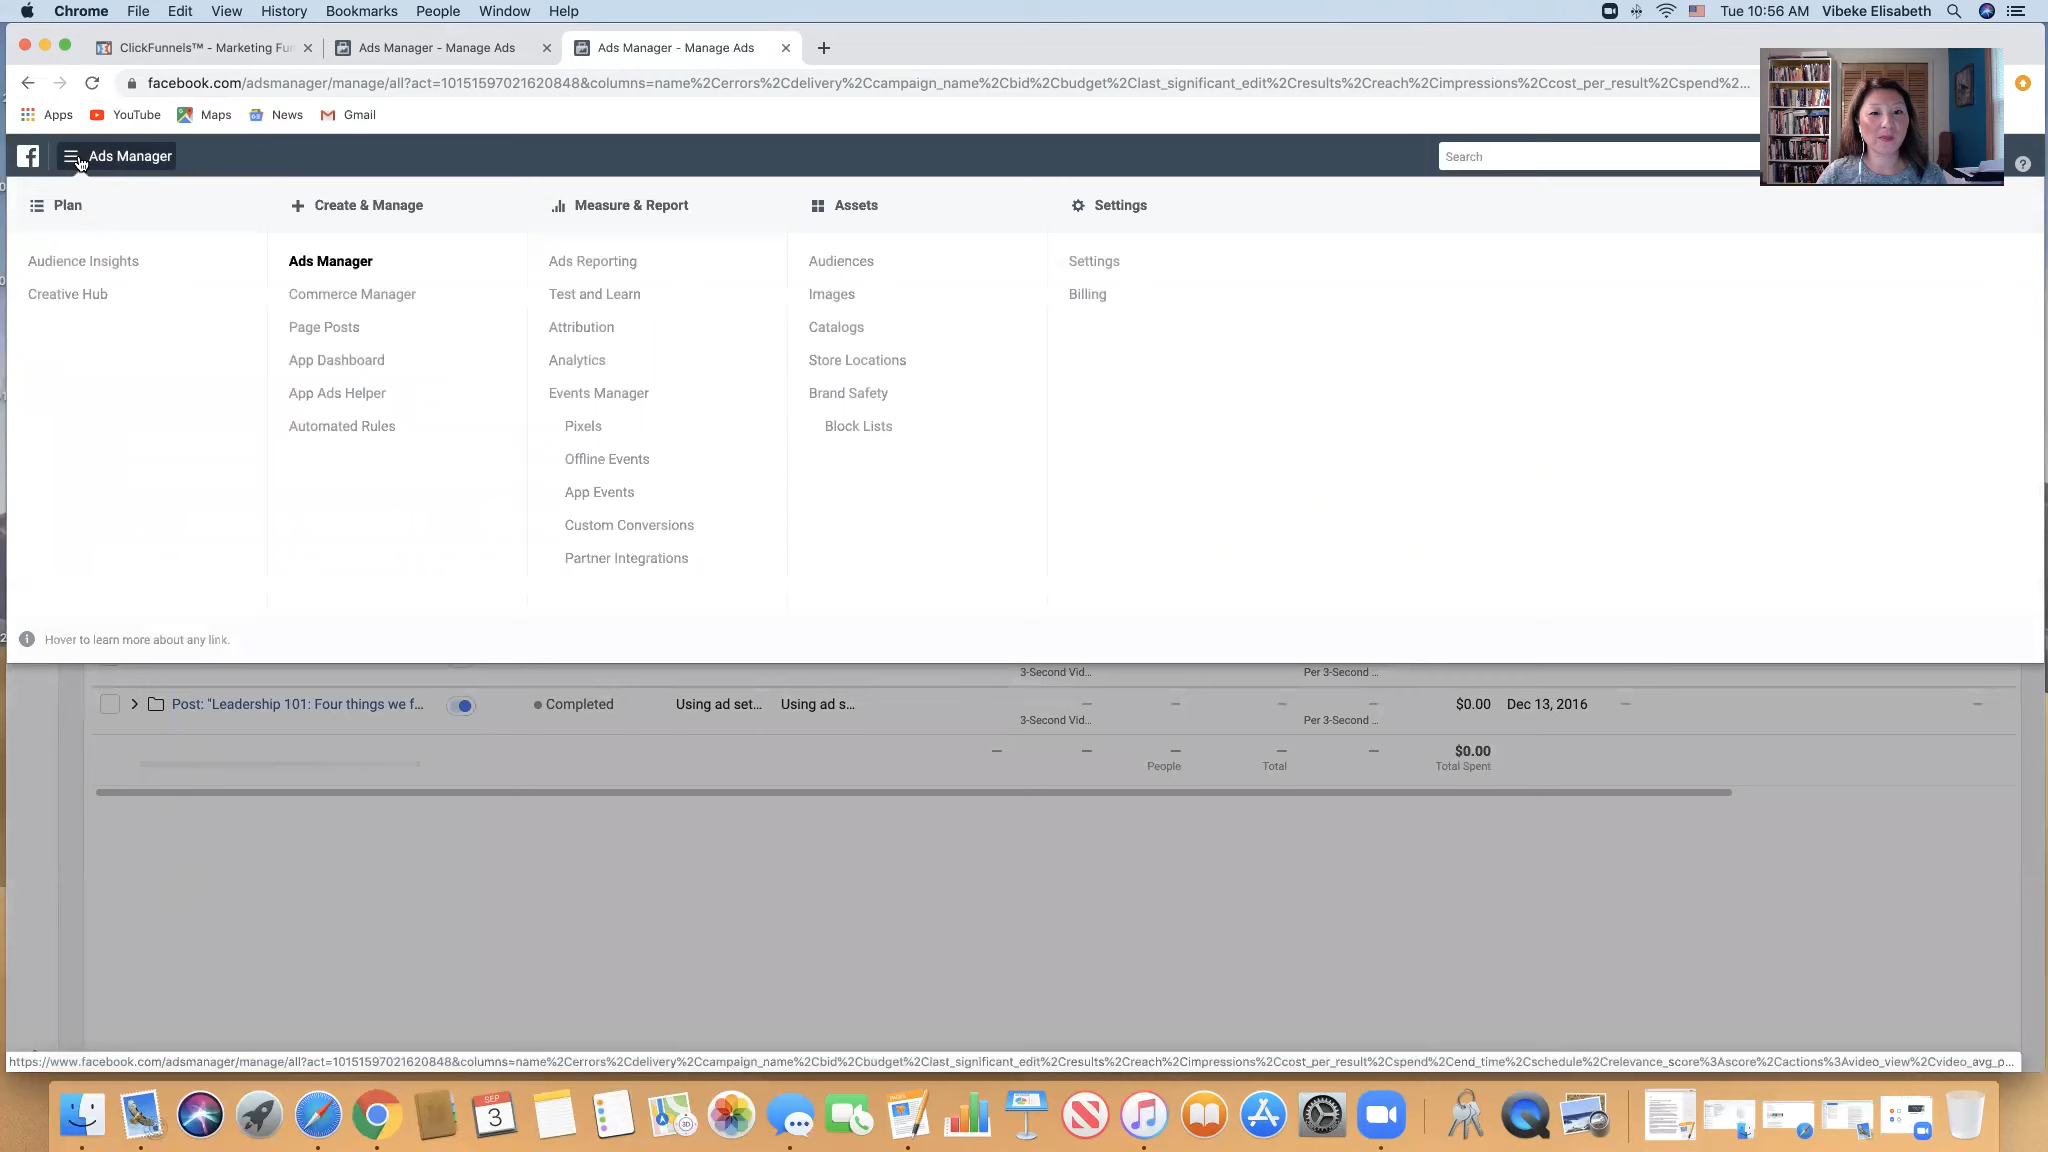 Chrome File Edit View History Bookmarks People Window Help Tue 10:56 AM Vibeke Elisabeth
ClickFunnels™ - Marketing Fu Ads Manager - Manage Ads Ads Manager - Manage Ads
facebook.com/adsmanager/manage/all?act=10151597021620848&columns=name%2Cerrors%2Cdelivery%2Ccampaign_name%2Cbid%2Cbudget%2Clast_significant_edit%2Cresults%2Creach%2Cimpressions%2Ccost_per_result%2Cspend%2...
Apps YouTube Maps News Gmail
Ads Manager Search
Plan Create & Manage Measure & Report Assets Settings
Audience Insights Ads Manager Ads Reporting Audiences Settings
Creative Hub Commerce Manager Test and Learn Images Billing
Page Posts Attribution Catalogs
App Dashboard Analytics Store Locations
App Ads Helper Events Manager Brand Safety
Automated Rules Pixels Block Lists
Offline Events
App Events
Custom Conversions
Partner Integrations
Hover to learn more about any link.
3-Second Vid... Per 3-Second ...
Post: "Leadership 101: Four things we f... Completed Using ad set... Using ad s... — — — — $0.00 Dec 13, 2016 — —
3-Second Vid... Per 3-Second ...
— — — — — $0.00
People Total Total Spent
https://www.facebook.com/adsmanager/manage/all?act=10151597021620848&columns=name%2Cerrors%2Cdelivery%2Ccampaign_name%2Cbid%2Cbudget%2Clast_significant_edit%2Cresults%2Creach%2Cimpressions%2Ccost_per_result%2Cspend%2Cend_time%2Cschedule%2Crelevance_score%3Ascore%2Cactions%3Avideo_view%2Cvideo_avg_p...
SEP
3
3D
PAGES